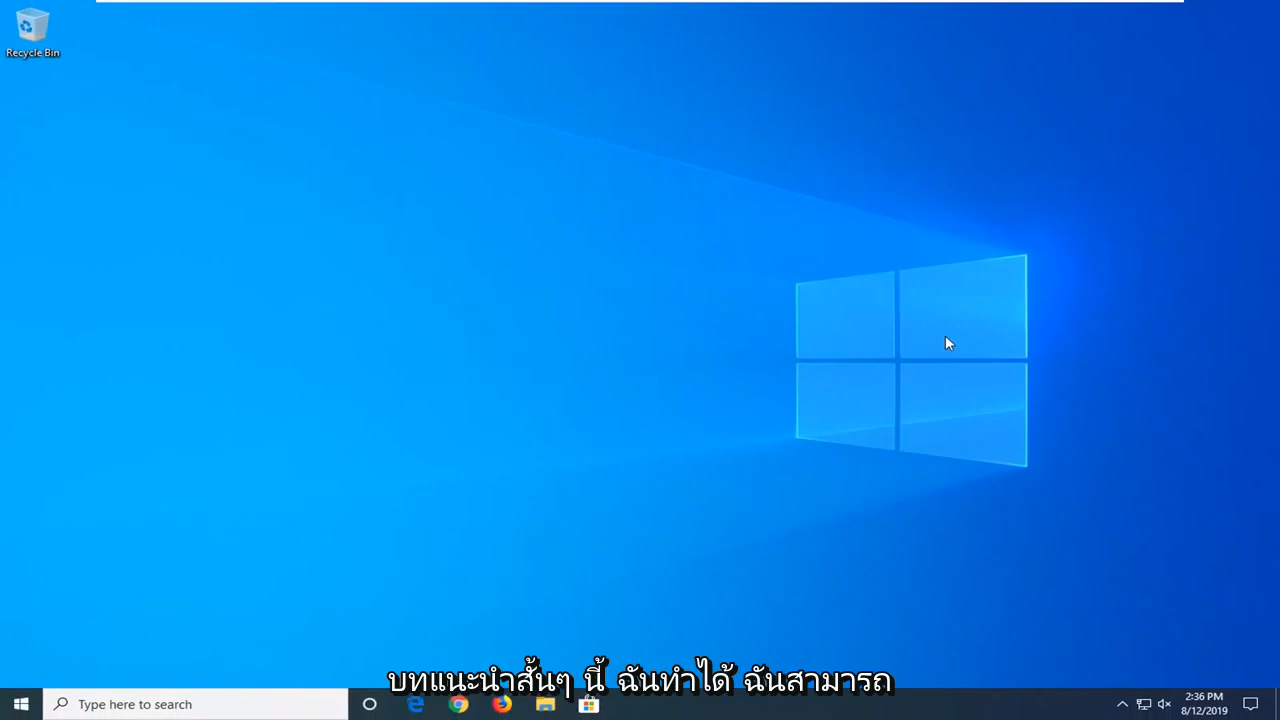 Recycle Bin
บทแนะนำสั้นๆ นี้ ฉันทำได้ ฉันสามารถ
Type here to search
2:36 PM
8/12/2019